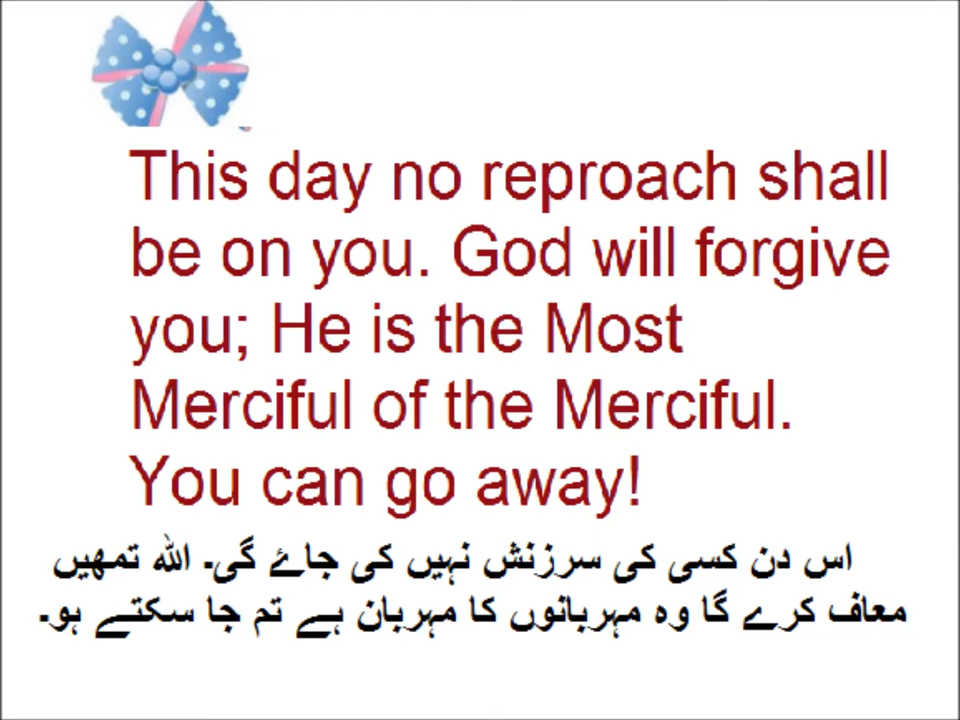 This day no reproach shall
be on you. God will forgive
you; He is the Most
Merciful of the Merciful.
You can go away!
اس دن کسی کی سرزنش نہیں کی جاۓ گی۔ اللہ تمھیں
معاف کرے گا وہ مہربانوں کا مہربان ہے تم جا سکتے ہو۔